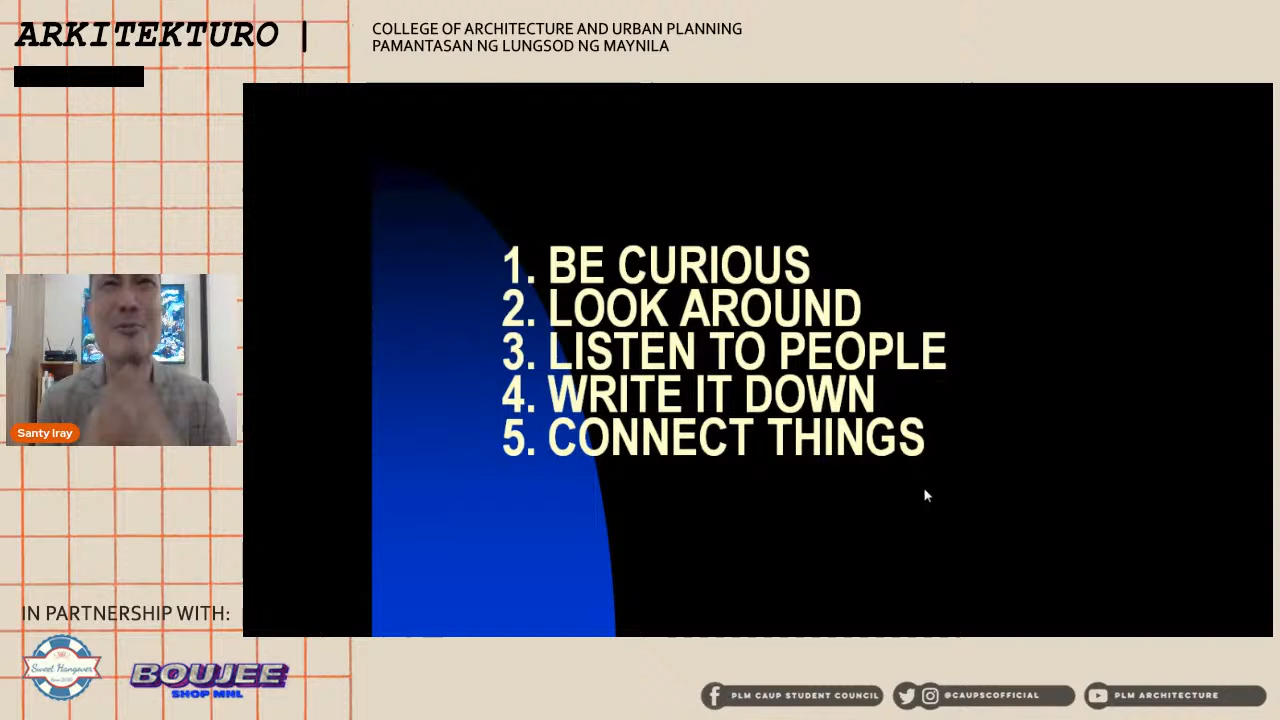 ARKITEKTURO |
COLLEGE OF ARCHITECTURE AND URBAN PLANNING
PAMANTASAN NG LUNGSOD NG MAYNILA
1. BE CURIOUS
2. LOOK AROUND
3. LISTEN TO PEOPLE
4. WRITE IT DOWN
5. CONNECT THINGS
Santy Iray
IN PARTNERSHIP WITH:
Sweet Hangover
BOUJEE
SHOP MNL
PLM CAUP STUDENT COUNCIL
@CAUPSCOFFICIAL
PLM ARCHITECTURE